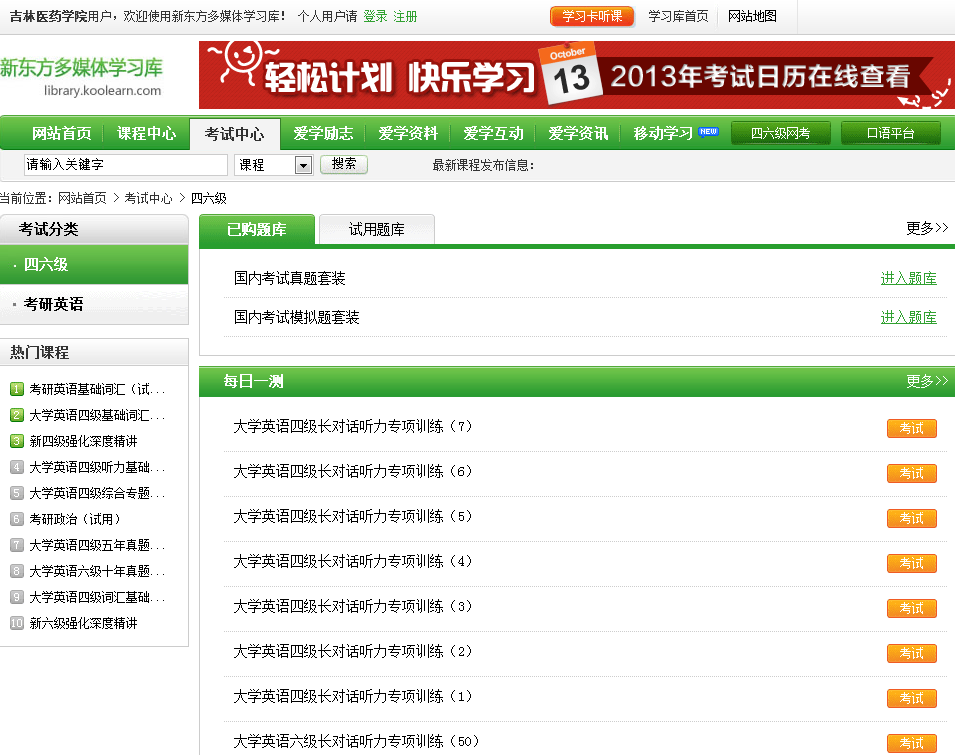 吉林医药学院用户，欢迎使用新东方多媒体学习库！ 个人用户请 登录 注册 学习卡听课 学习库首页 网站地图
新东方多媒体学习库
library.koolearn.com
轻松计划 快乐学习 October 13 2013年考试日历在线查看
网站首页 课程中心 考试中心 爱学励志 爱学资料 爱学互动 爱学资讯 移动学习 NEW 四六级网考 口语平台
请输入关键字 课程 搜索 最新课程发布信息：
当前位置：网站首页 > 考试中心 > 四六级
考试分类
· 四六级
· 考研英语
热门课程
1 考研英语基础词汇（试...
2 大学英语四级基础词汇...
3 新四级强化深度精讲
4 大学英语四级听力基础...
5 大学英语四级综合专题...
6 考研政治（试用）
7 大学英语四级五年真题...
8 大学英语六级十年真题...
9 大学英语四级词汇基础...
10 新六级强化深度精讲
已购题库 试用题库 更多>>
国内考试真题套装 进入题库
国内考试模拟题套装 进入题库
每日一测 更多>>
大学英语四级长对话听力专项训练（7） 考试
大学英语四级长对话听力专项训练（6） 考试
大学英语四级长对话听力专项训练（5） 考试
大学英语四级长对话听力专项训练（4） 考试
大学英语四级长对话听力专项训练（3） 考试
大学英语四级长对话听力专项训练（2） 考试
大学英语四级长对话听力专项训练（1） 考试
大学英语六级长对话听力专项训练（50） 考试